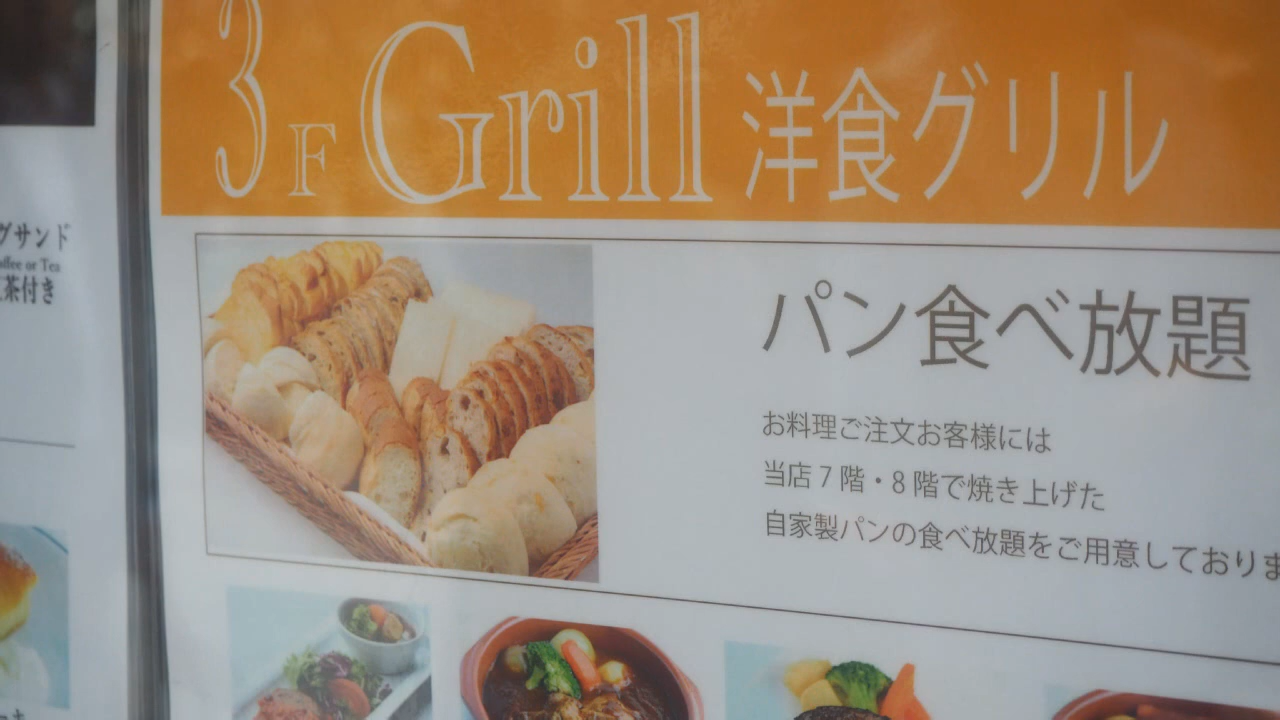 グサンド
coffee or Tea
茶付き
3F Grill 洋食グリル
パン食べ放題
お料理ご注文お客様には
当店7階・8階で焼き上げた
自家製パンの食べ放題をご用意しておりま